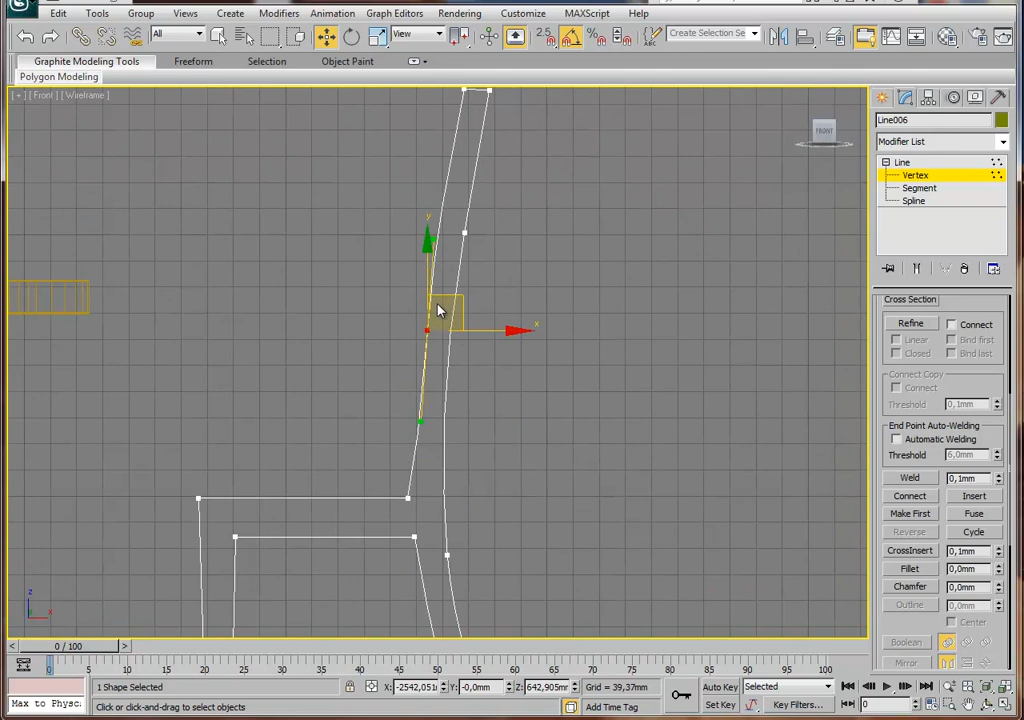 Edit Tools Group Views Create Modifiers Animation Graph Editors Rendering Customize MAXScript Help
All View 2.5 Create Selection Se
Graphite Modeling Tools Freeform Selection Object Paint
Polygon Modeling
[ + ] [ Front ] [ Wireframe ]
FRONT
Line006
Modifier List
Line
Vertex
Segment
Spline
Cross Section
Refine Connect
Linear Bind first
Closed Bind last
Connect Copy
Connect
Threshold 0,1mm
End Point Auto-Welding
Automatic Welding
Threshold 6,0mm
Weld 0,1mm
Connect Insert
Make First Fuse
Reverse Cycle
CrossInsert 0,1mm
Fillet 0,0mm
Chamfer 0,0mm
Outline 0,0mm
Center
Boolean
Mirror
y
x
z
x
< 0 / 100 >
0 5 10 15 20 25 30 35 40 45 50 55 60 65 70 75 80 85 90 95 100
1 Shape Selected X: -2542,051 Y: -0,0mm Z: 642,905mm Grid = 39,37mm Auto Key Selected
Max to Physc: Click or click-and-drag to select objects Add Time Tag Set Key Key Filters... 0